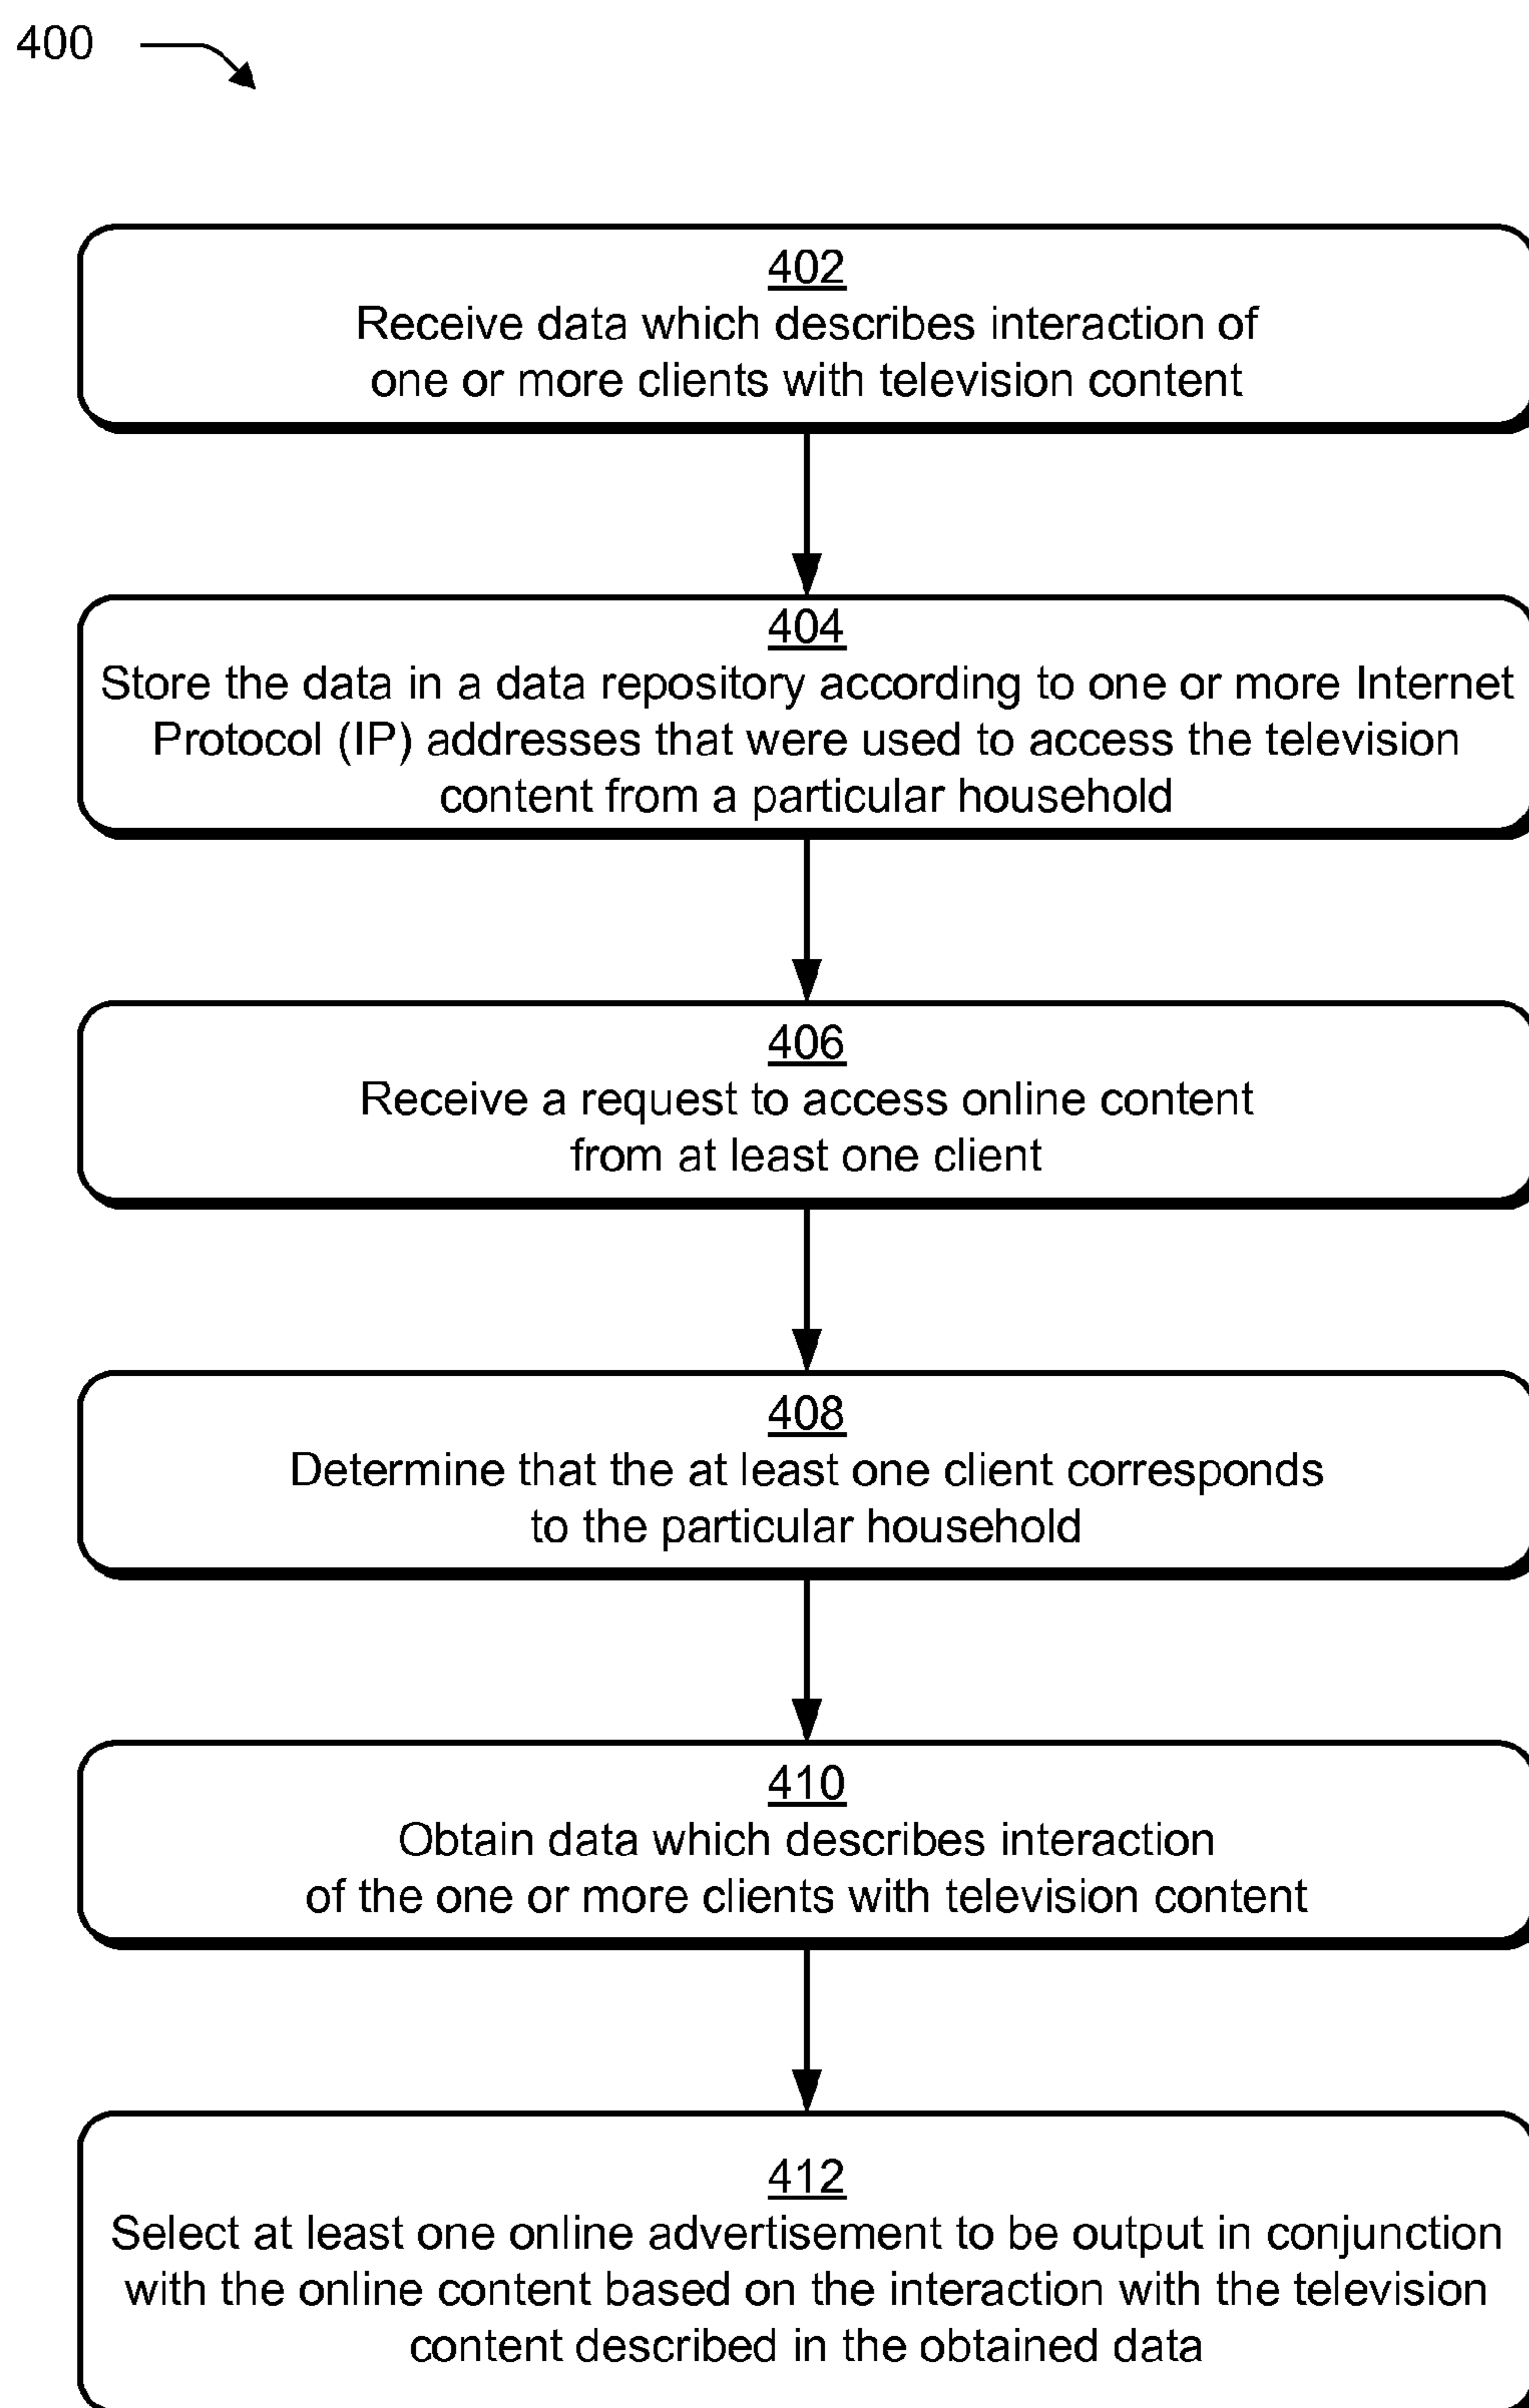 400
402
Receive data which describes interaction of
one or more clients with television content
404
Store the data in a data repository according to one or more Internet
Protocol (IP) addresses that were used to access the television
content from a particular household
406
Receive a request to access online content
from at least one client
408
Determine that the at least one client corresponds
to the particular household
410
Obtain data which describes interaction
of the one or more clients with television content
412
Select at least one online advertisement to be output in conjunction
with the online content based on the interaction with the television
content described in the obtained data